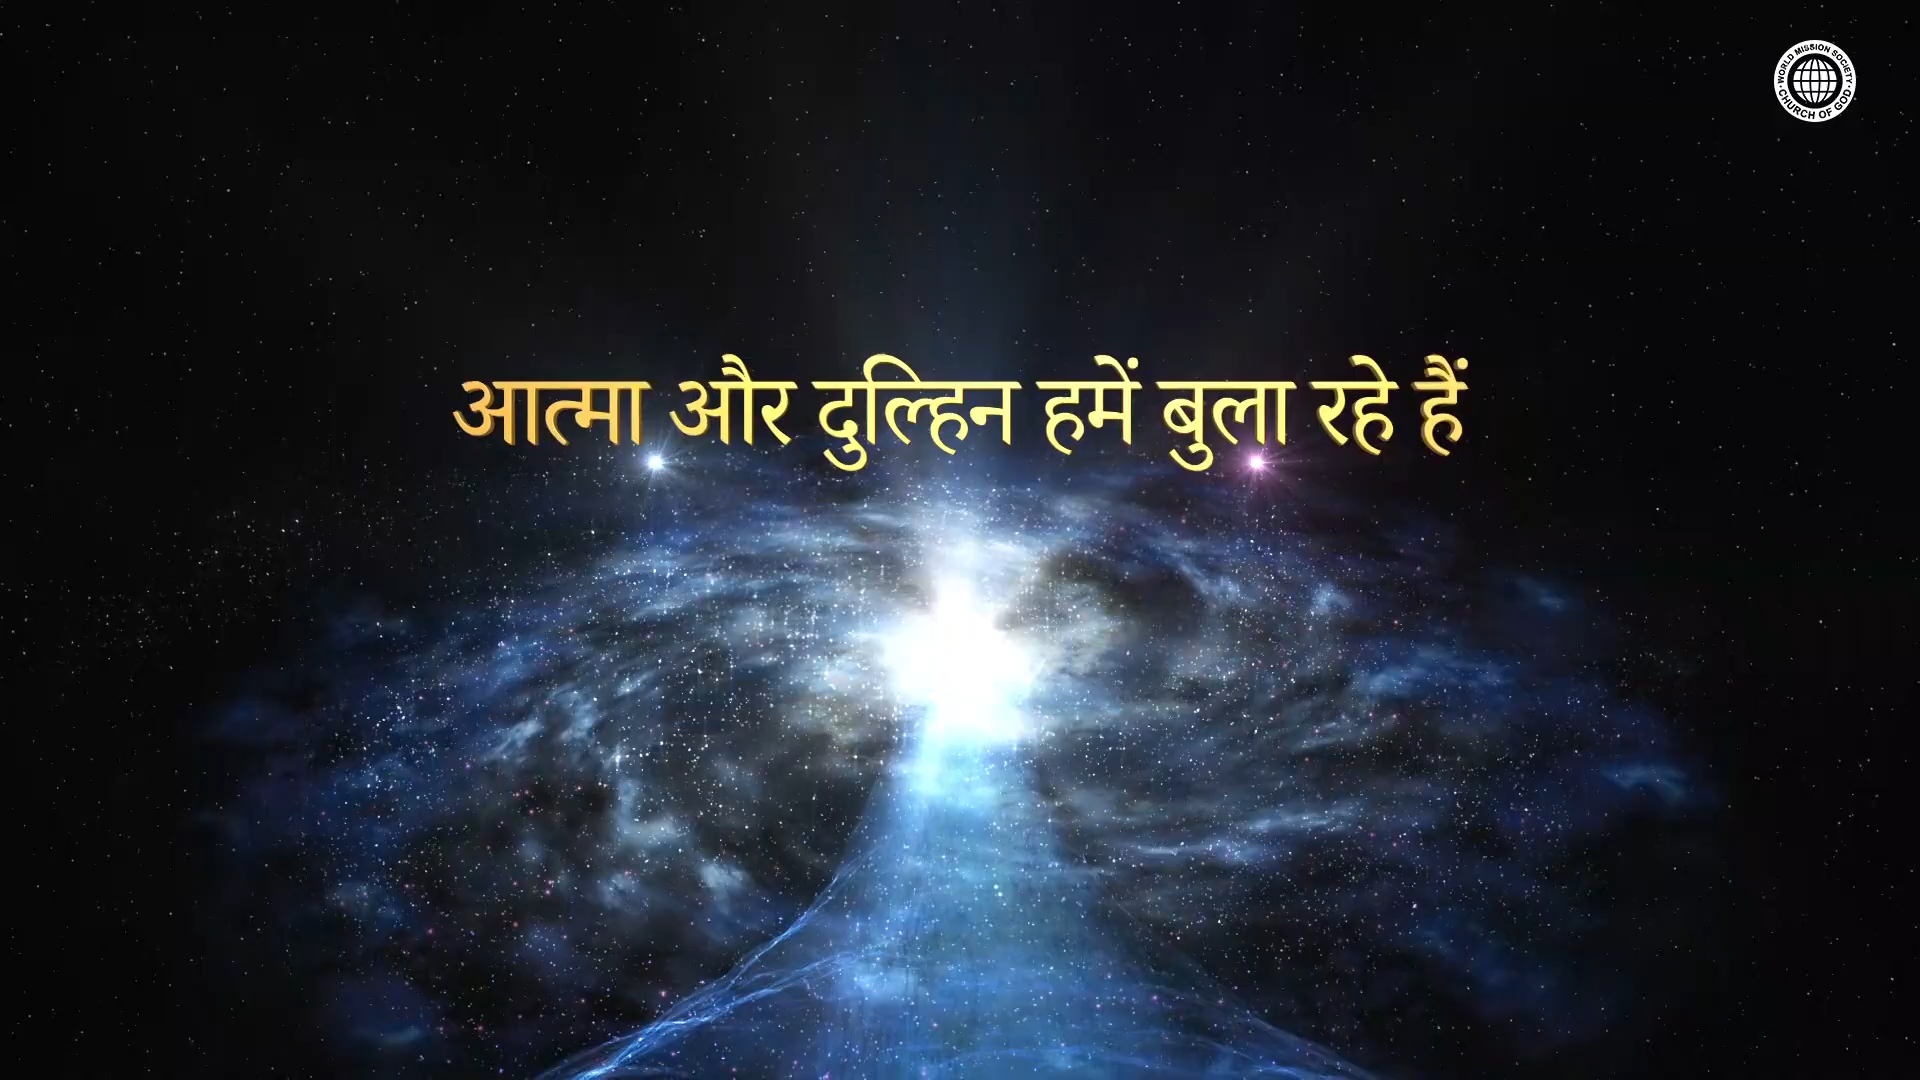 WORLD MISSION SOCIETY
CHURCH OF GOD
आत्मा और दुल्हिन हमें बुला रहे हैं